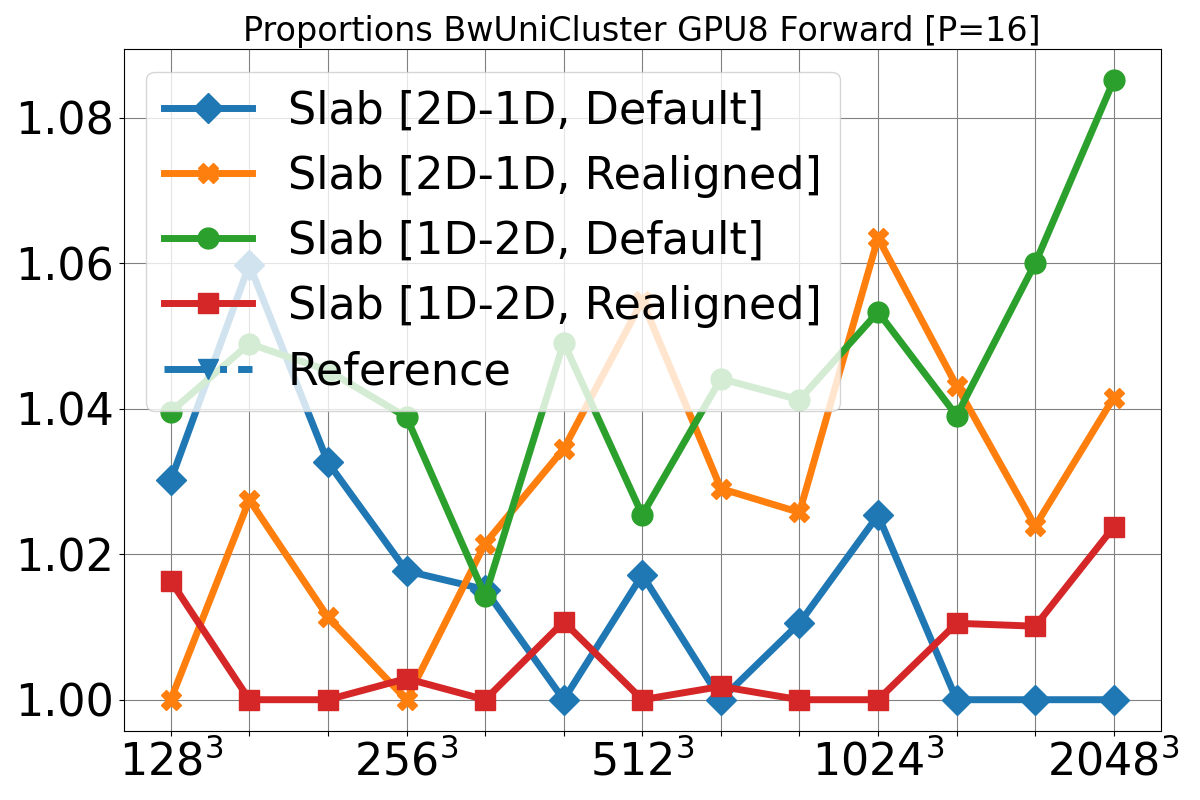 Proportions BwUniCluster GPU8 Forward [P=16]
Slab [2D-1D, Default]
Slab [2D-1D, Realigned]
Slab [1D-2D, Default]
Slab [1D-2D, Realigned]
Reference
1.08
1.06
1.04
1.02
1.00
128³ 256³ 512³ 1024³ 2048³